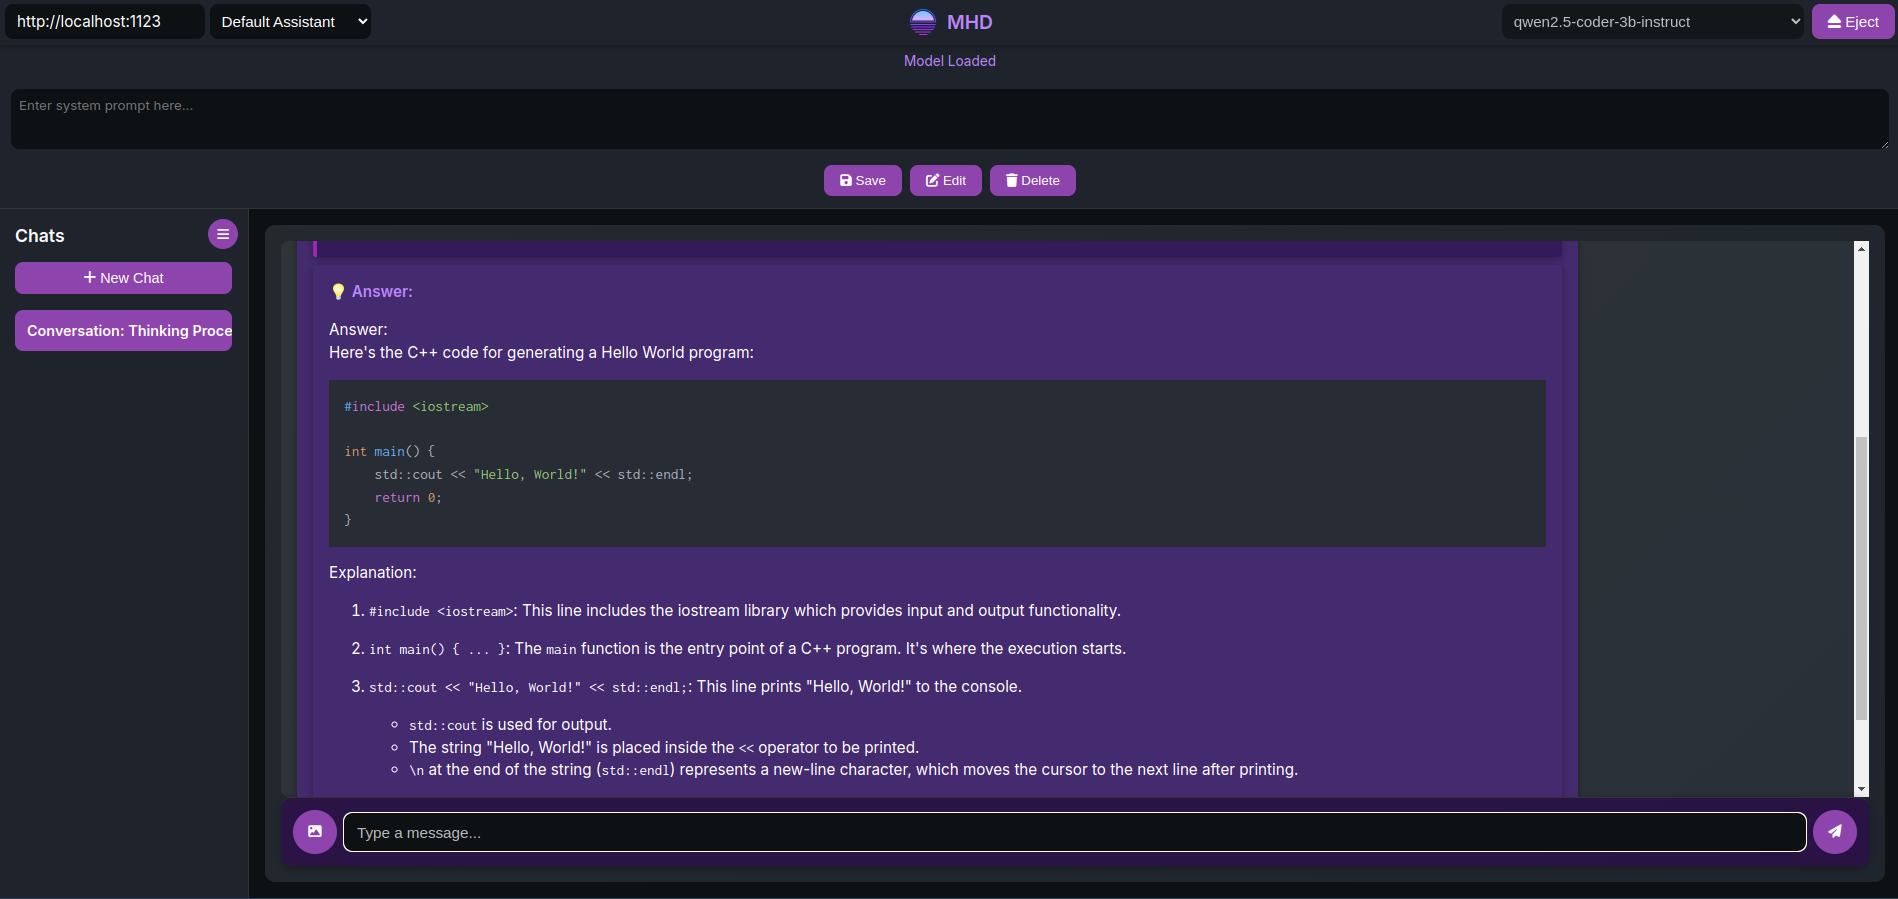 http://localhost:1123
Default Assistant
MHD
qwen2.5-coder-3b-instruct
Eject
Model Loaded
Enter system prompt here...
Save
Edit
Delete
Chats
New Chat
Conversation: Thinking Proce
💡 Answer:
Answer:
Here's the C++ code for generating a Hello World program:
#include <iostream>
int main() {
    std::cout << "Hello, World!" << std::endl;
    return 0;
}
Explanation:
1. #include <iostream>: This line includes the iostream library which provides input and output functionality.
2. int main() { ... }: The main function is the entry point of a C++ program. It's where the execution starts.
3. std::cout << "Hello, World!" << std::endl;: This line prints "Hello, World!" to the console.
◦ std::cout is used for output.
◦ The string "Hello, World!" is placed inside the << operator to be printed.
◦ \n at the end of the string (std::endl) represents a new-line character, which moves the cursor to the next line after printing.
Type a message...